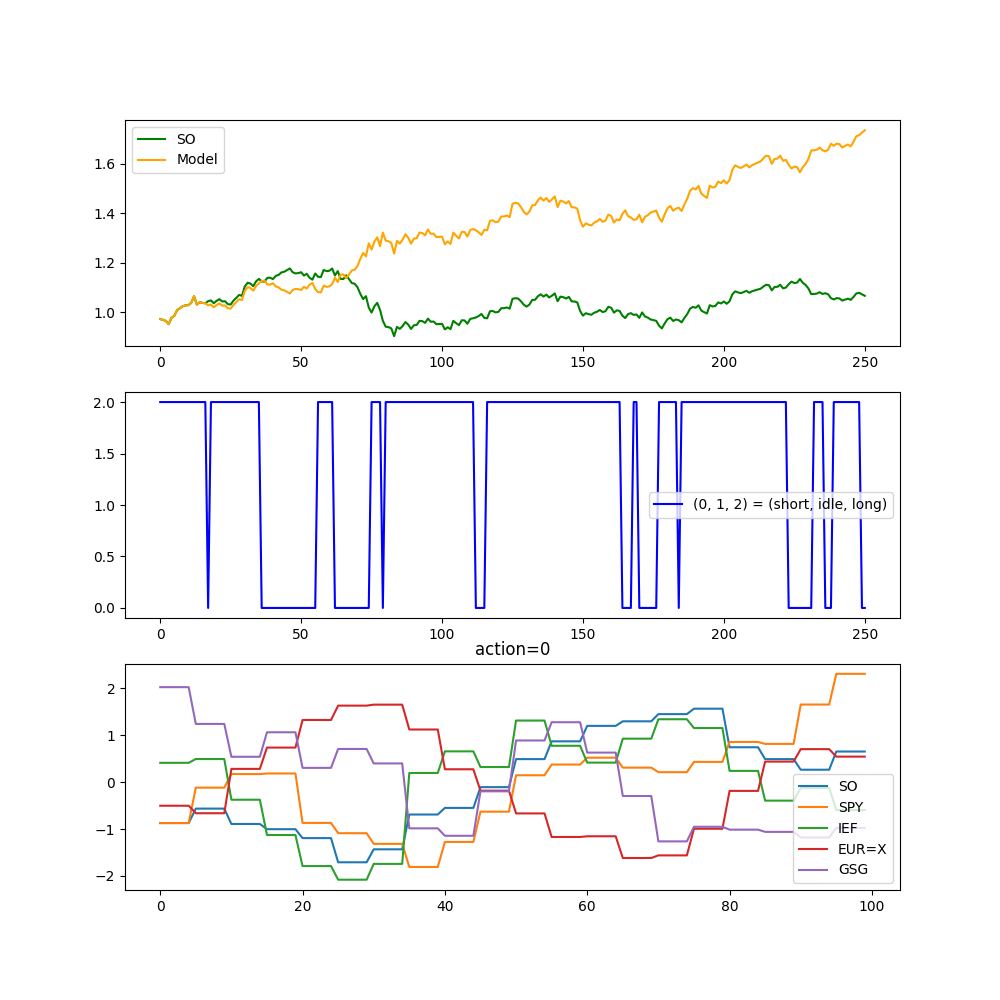 SO
Model
1.6
1.4
1.2
1.0
0 50 100 150 200 250
2.0
1.5
1.0
0.5
0.0
(0, 1, 2) = (short, idle, long)
0 50 100 150 200 250
action=0
2
1
0
−1
−2
SO
SPY
IEF
EUR=X
GSG
0 20 40 60 80 100